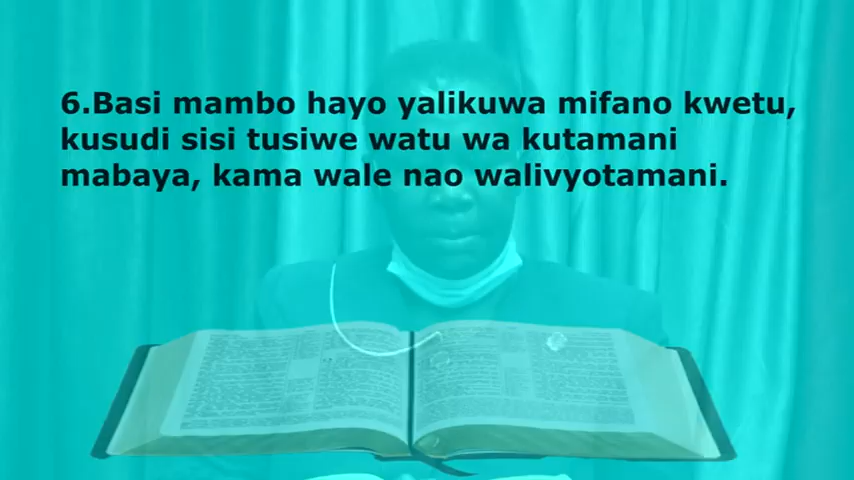 6.Basi mambo hayo yalikuwa mifano kwetu,
kusudi sisi tusiwe watu wa kutamani
mabaya, kama wale nao walivyotamani.